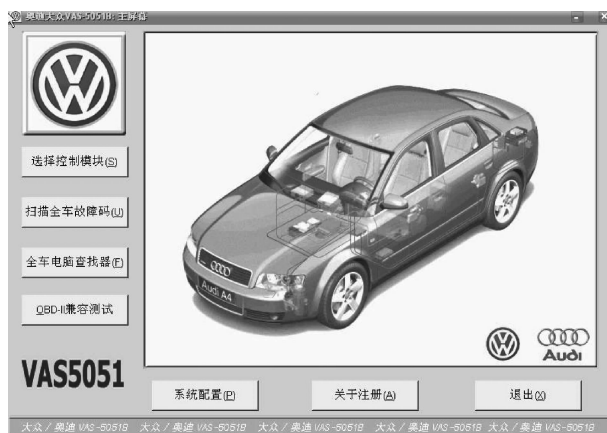 奥迪大众VAS-5051B: 主屏幕
选择控制模块(S)
扫描全车故障码(U)
全车电脑查找器(F)
OBD-II兼容测试
VAS5051
Audi A4
Audi
系统配置(P)
关于注册(A)
退出(X)
大众 / 奥迪 VAS-5051B 大众 / 奥迪 VAS-5051B 大众 / 奥迪 VAS-5051B 大众 / 奥迪 VAS-5051B 大众 / 奥迪 VAS-5051B